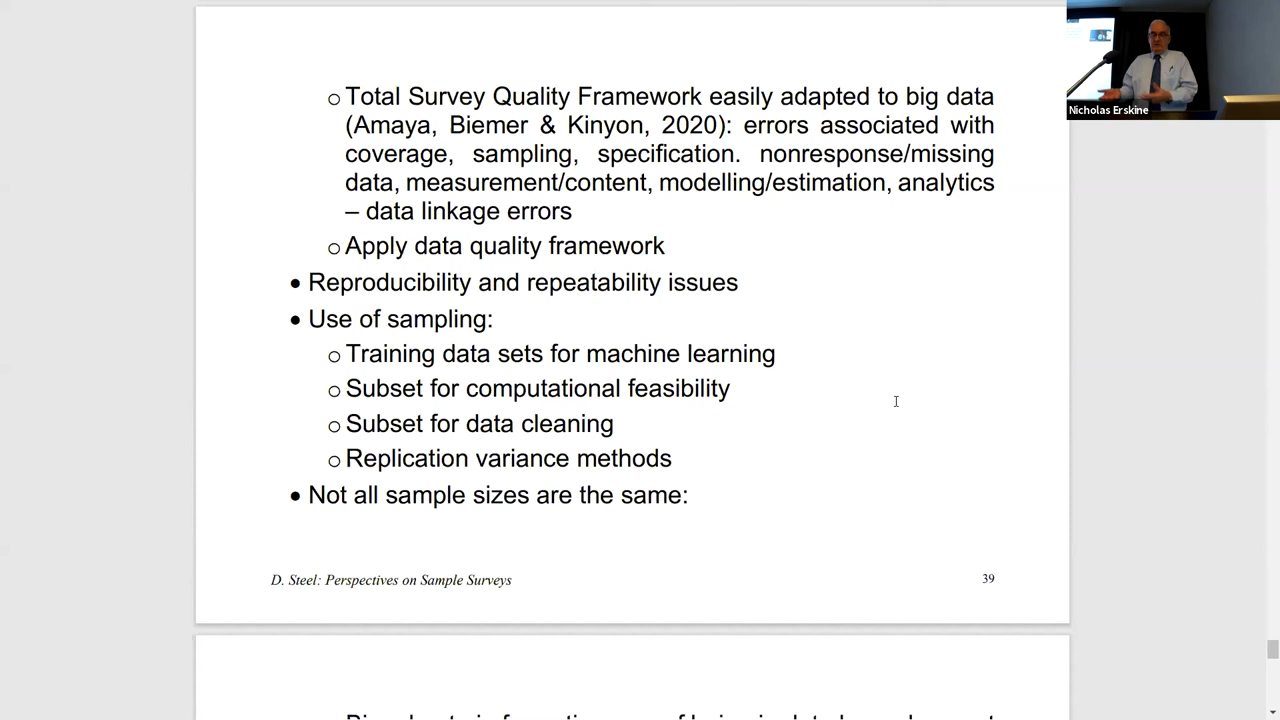 ○ Total Survey Quality Framework easily adapted to big data
(Amaya, Biemer & Kinyon, 2020): errors associated with
coverage, sampling, specification. nonresponse/missing
data, measurement/content, modelling/estimation, analytics
– data linkage errors
○ Apply data quality framework
• Reproducibility and repeatability issues
• Use of sampling:
○ Training data sets for machine learning
○ Subset for computational feasibility
○ Subset for data cleaning
○ Replication variance methods
• Not all sample sizes are the same:
D. Steel: Perspectives on Sample Surveys 39
Nicholas Erskine